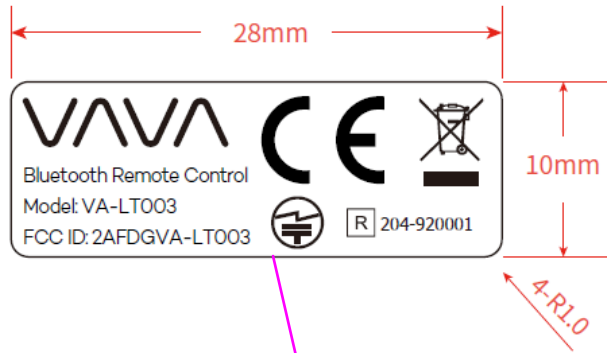 28mm
VAVA
CE
Bluetooth Remote Control
Model: VA-LT003
FCC ID: 2AFDGVA-LT003
R 204-920001
10mm
4-R1.0